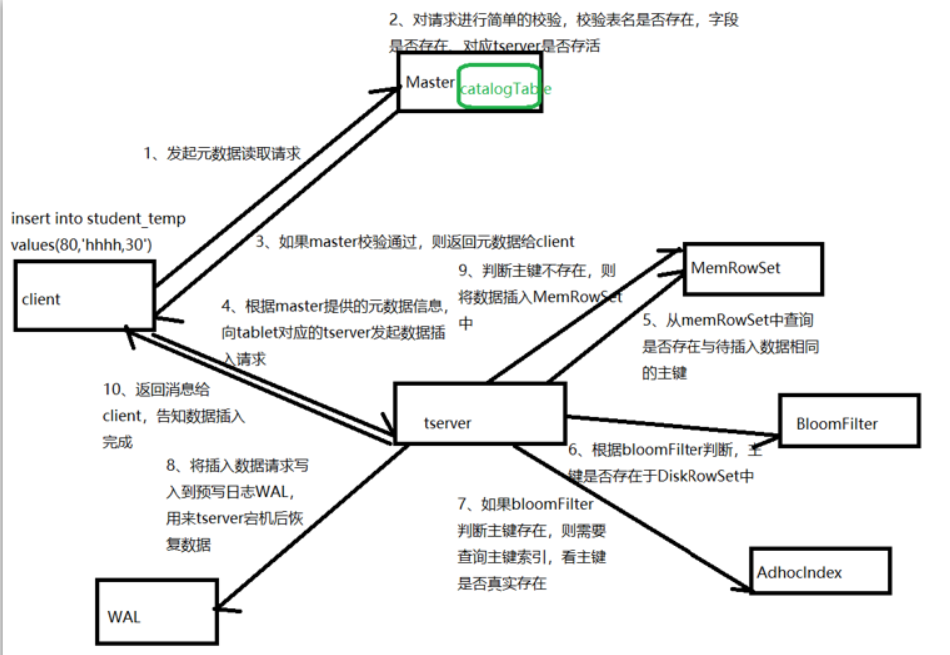 2、对请求进行简单的校验，校验表名是否存在，字段
是否存在、对应tserver是否存活
Master
catalogTable
1、发起元数据读取请求
insert into student_temp
values(80,'hhhh,30')
3、如果master校验通过，则返回元数据给client
client
9、判断主键不存在，则
将数据插入MemRowSet
中
MemRowSet
4、根据master提供的元数据信息，
向tablet对应的tserver发起数据插
入请求
5、从memRowSet中查询
是否存在与待插入数据相同
的主键
10、返回消息给
client，告知数据插入
完成
tserver
BloomFilter
6、根据bloomFilter判断，主
键是否存在于DiskRowSet中
8、将插入数据请求写
入到预写日志WAL，
用来tserver宕机后恢
复数据
7、如果bloomFilter
判断主键存在，则需要
查询主键索引，看主键
是否真实存在
AdhocIndex
WAL